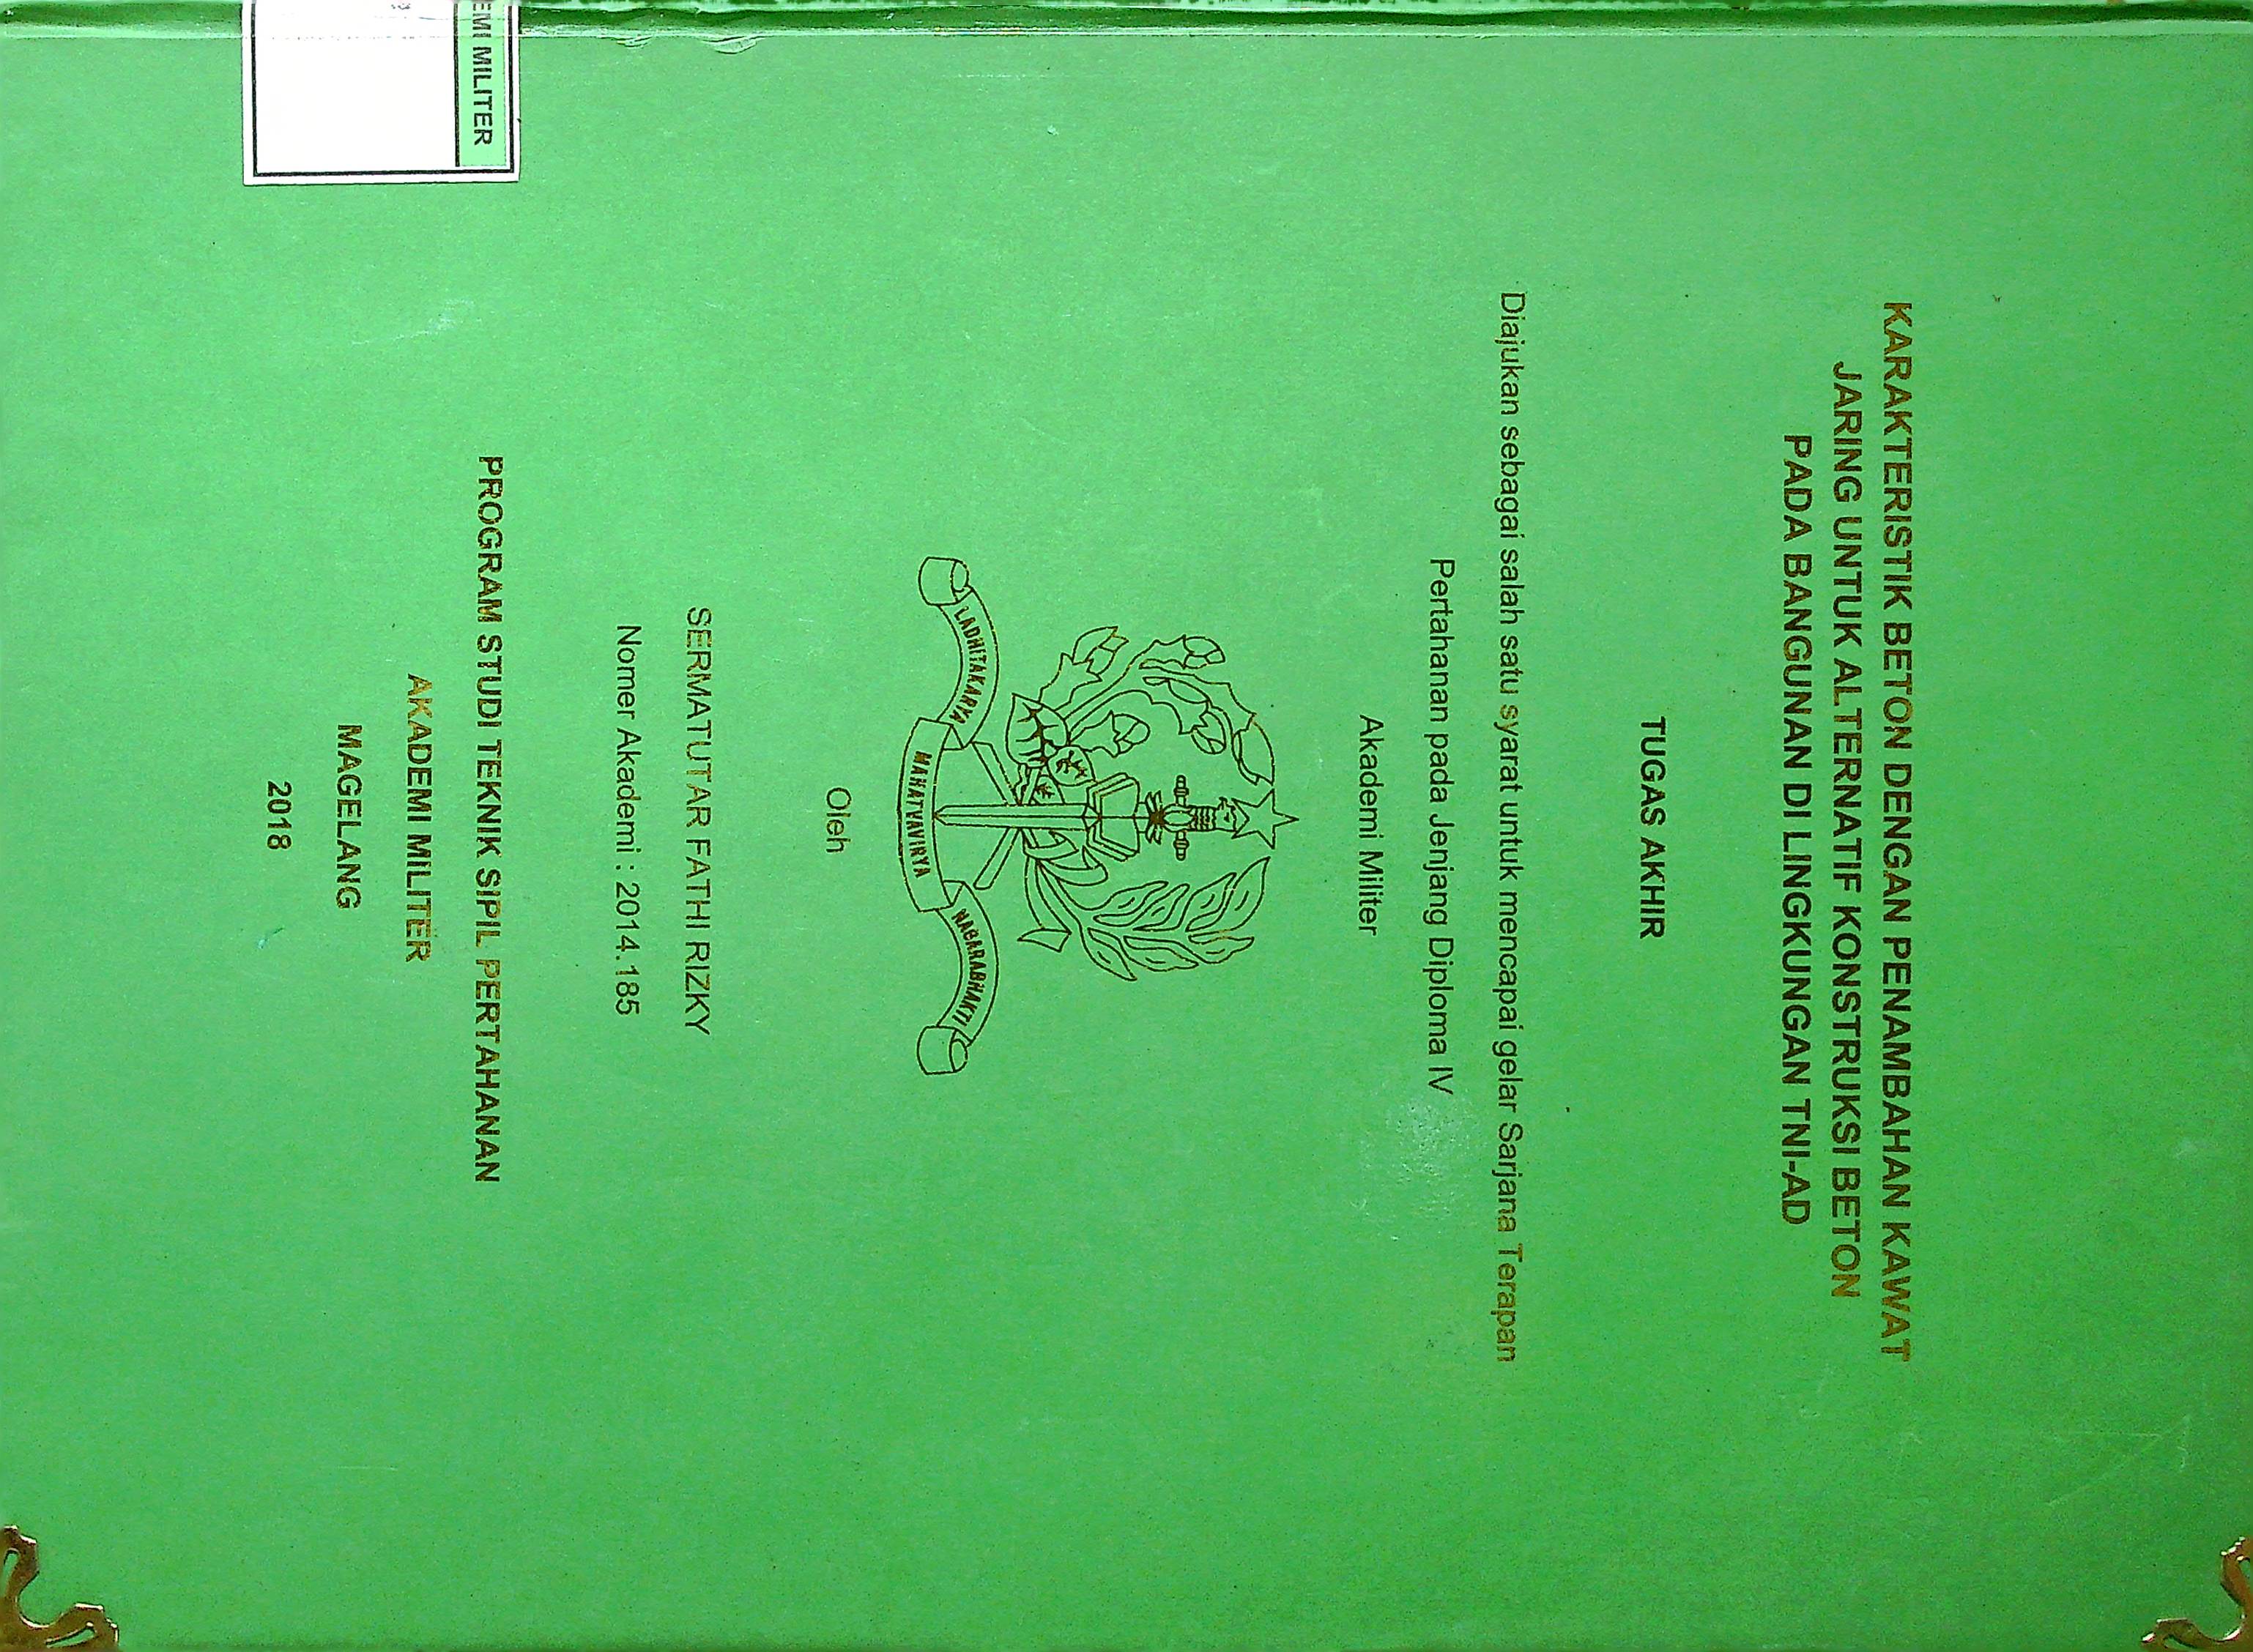 KARAKTERISTIK BETON DENGAN PENAMBAHAN KAWAT
JARING UNTUK ALTERNATIF KONSTRUKSI BETON
PADA BANGUNAN DI LINGKUNGAN TNI-AD
TUGAS AKHIR
Diajukan sebagai salah satu syarat untuk mencapai gelar Sarjana Terapan
Pertahanan pada Jenjang Diploma IV
Akademi Militer
ADHITAKARYA
MAHATVAVIRYA
NAGARABHAKTI
Oleh
SERMATUTAR FATHI RIZKY
Nomer Akademi : 2014.185
PROGRAM STUDI TEKNIK SIPIL PERTAHANAN
AKADEMI MILITER
MAGELANG
2018
EMI MILITER